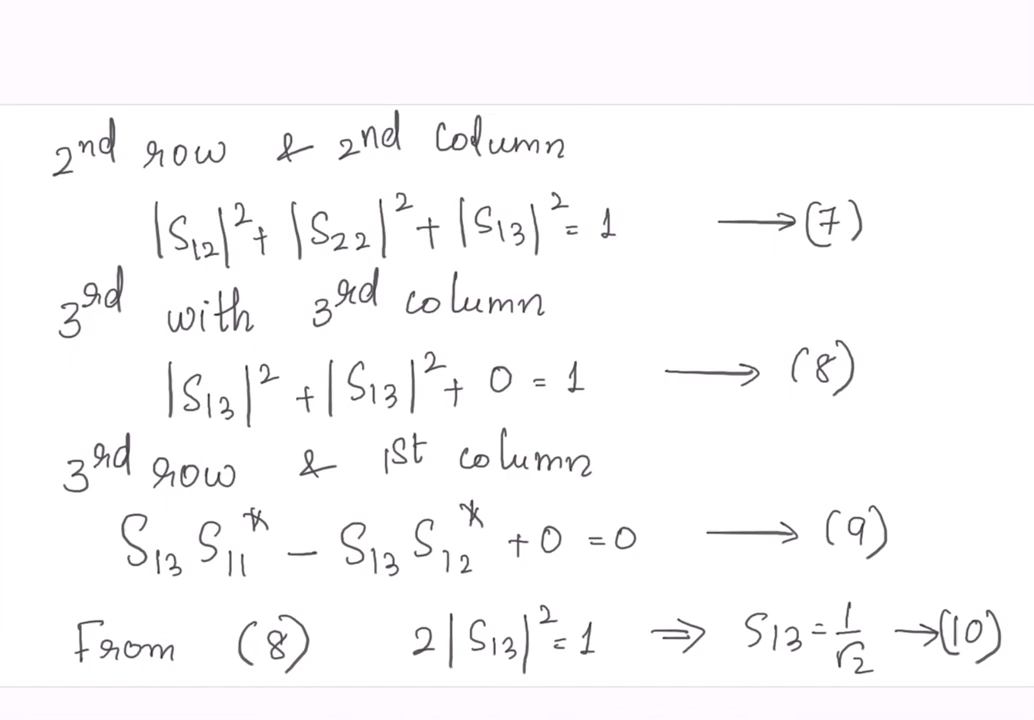 2nd row & 2nd column
|S₁₂|² + |S₂₂|² + |S₁₃|² = 1 → (7)
3rd with 3rd column
|S₁₃|² + |S₁₃|² + 0 = 1 → (8)
3rd row & 1st column
S₁₃ S₁₁* − S₁₃ S₁₂* + 0 = 0 → (9)
From (8) 2|S₁₃|² = 1 ⇒ S₁₃ = 1/√2 → (10)